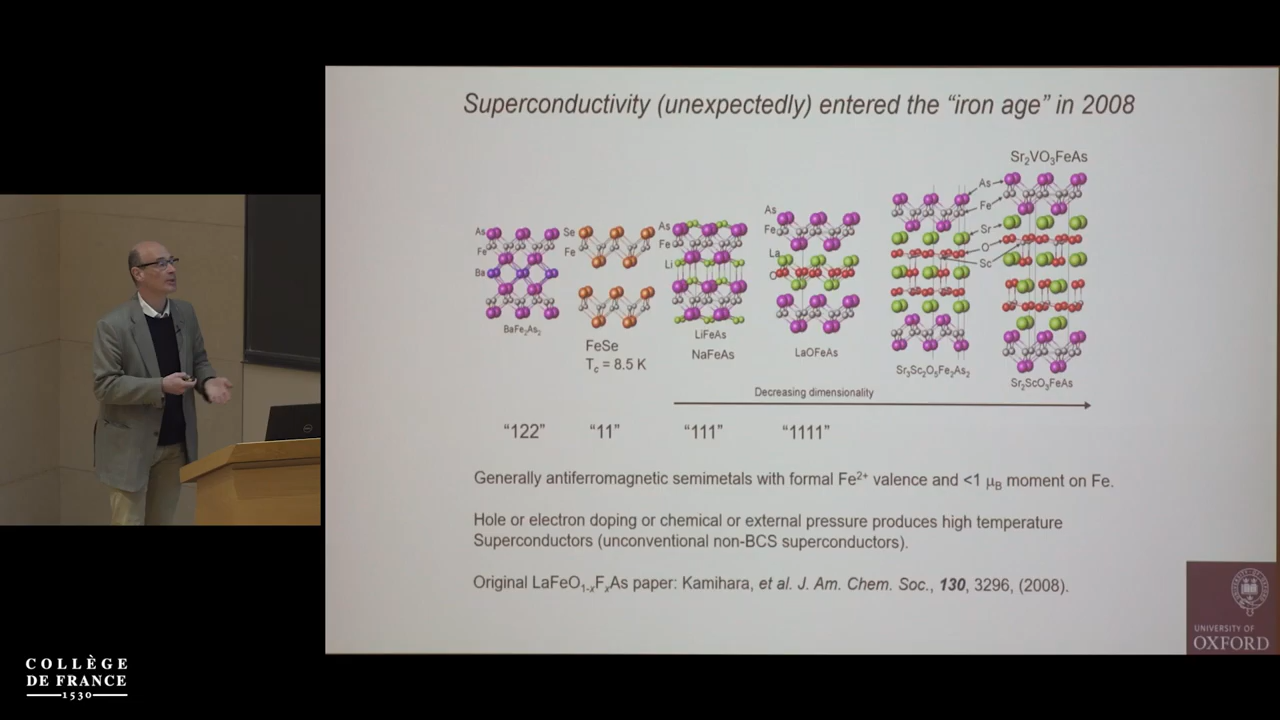 Superconductivity (unexpectedly) entered the “iron age” in 2008
Sr₂VO₃FeAs
As
Fe
Ba
BaFe₂As₂
Se
Fe
FeSe
T꜀ = 8.5 K
As
Fe
Li
LiFeAs
NaFeAs
As
Fe
La
O
LaOFeAs
As
Fe
Sr
O
Sc
Sr₃Sc₂O₅Fe₂As₂
Sr₂ScO₃FeAs
Decreasing dimensionality
“122”
“11”
“111”
“1111”
Generally antiferromagnetic semimetals with formal Fe²⁺ valence and <1 μB moment on Fe.
Hole or electron doping or chemical or external pressure produces high temperature
Superconductors (unconventional non-BCS superconductors).
Original LaFeO₁₋ₓFₓAs paper: Kamihara, et al. J. Am. Chem. Soc., 130, 3296, (2008).
UNIVERSITY OF
OXFORD
COLLÈGE
DE FRANCE
1530